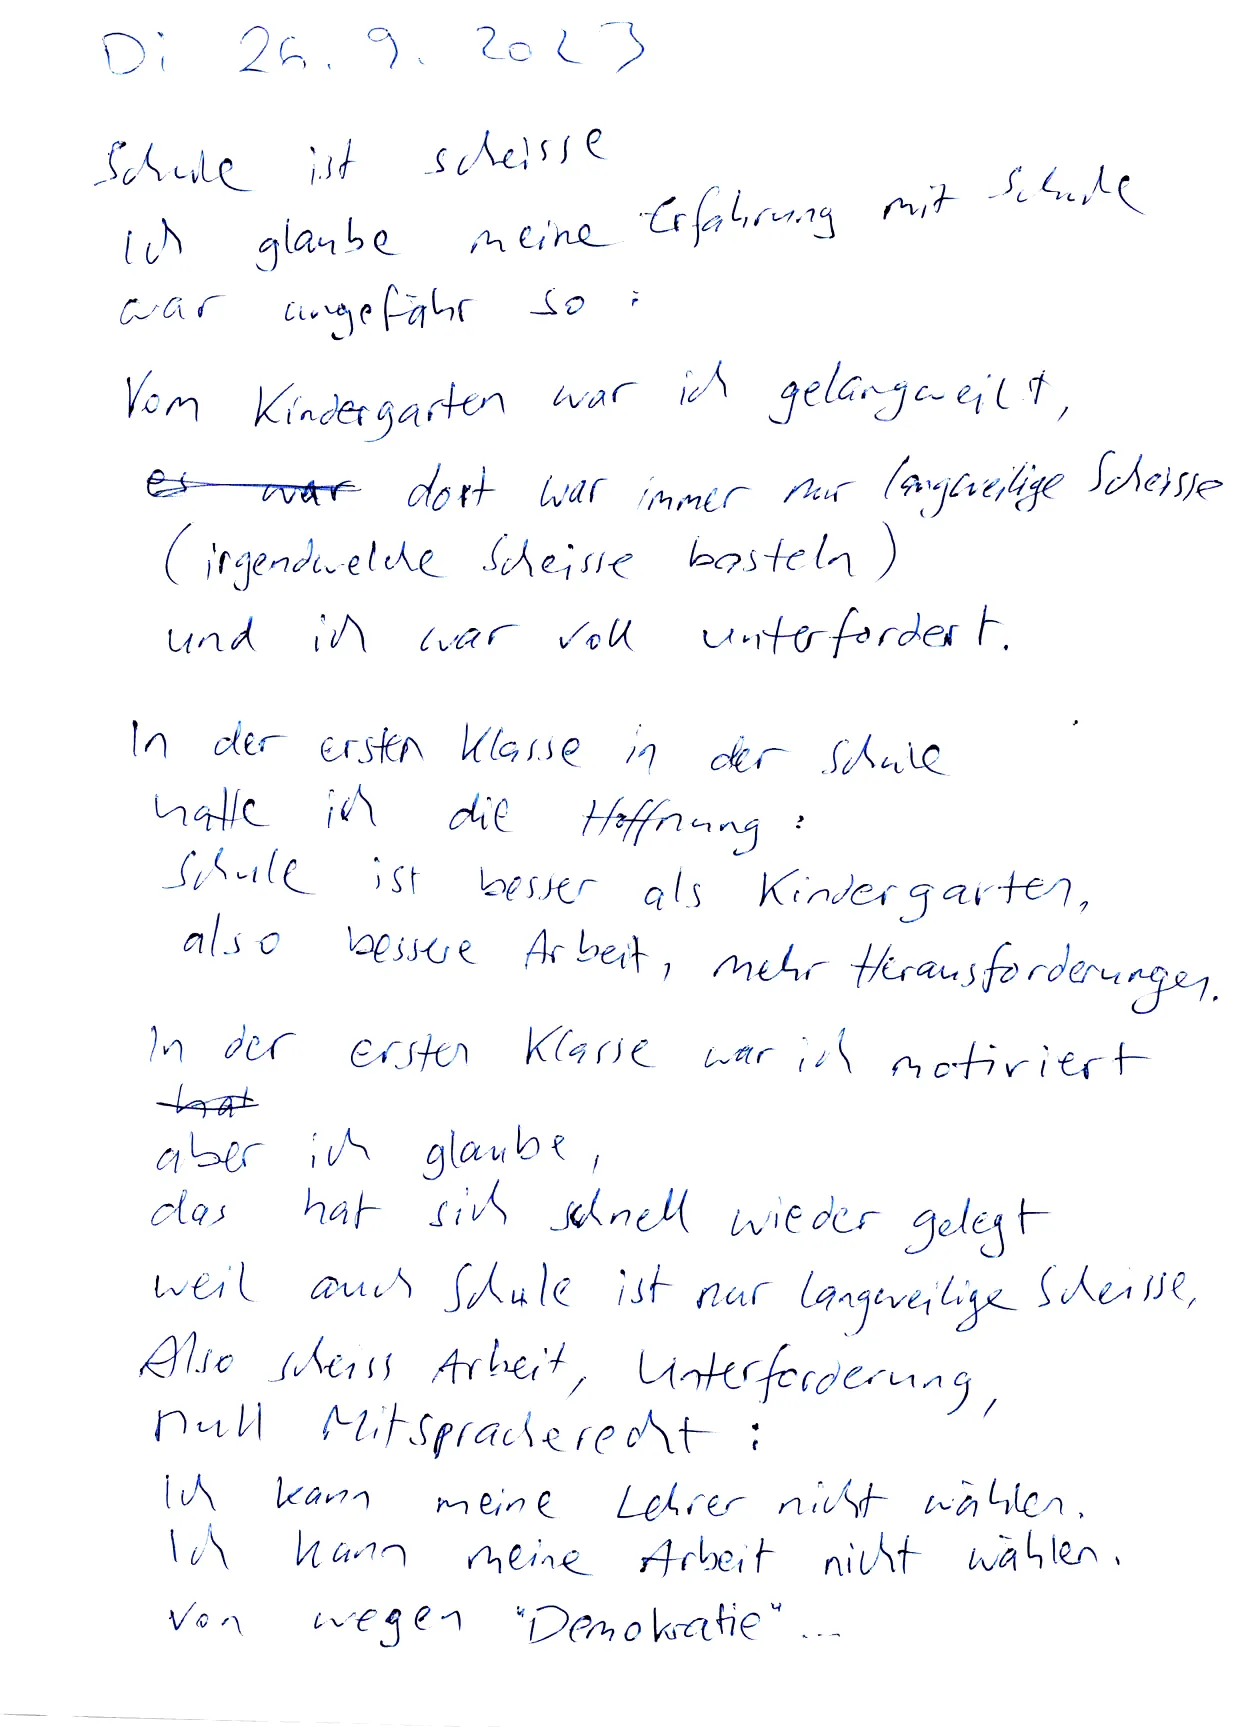 Di 26. 9. 2023
Schule ist scheisse
Ich glaube meine Erfahrung mit Schule
war ungefähr so:
Vom Kindergarten war ich gelangweilt,
es war dort war immer nur langweilige Scheisse
(irgendwelche Scheisse basteln)
und ich war voll unterfordert.
In der ersten Klasse in der Schule
hatte ich die Hoffnung:
Schule ist besser als Kindergarten,
also bessere Arbeit, mehr Herausforderungen.
In der ersten Klasse war ich motiviert
hat
aber ich glaube,
das hat sich schnell wieder gelegt
weil auch Schule ist nur langweilige Scheisse,
Also scheiss Arbeit, Unterforderung,
null Mitspracherecht:
Ich kann meine Lehrer nicht wählen.
Ich kann meine Arbeit nicht wählen.
von wegen "Demokratie"...